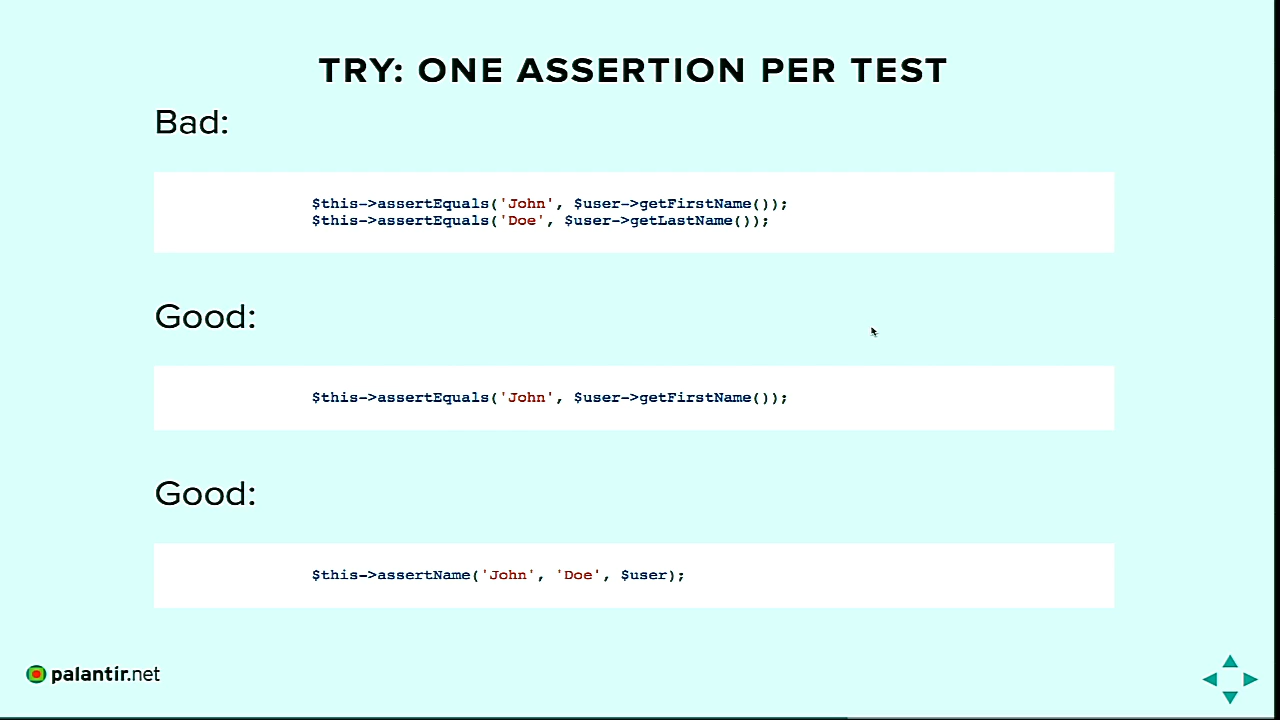 TRY: ONE ASSERTION PER TEST
Bad:
$this->assertEquals('John', $user->getFirstName());
$this->assertEquals('Doe', $user->getLastName());
Good:
$this->assertEquals('John', $user->getFirstName());
Good:
$this->assertName('John', 'Doe', $user);
palantir.net